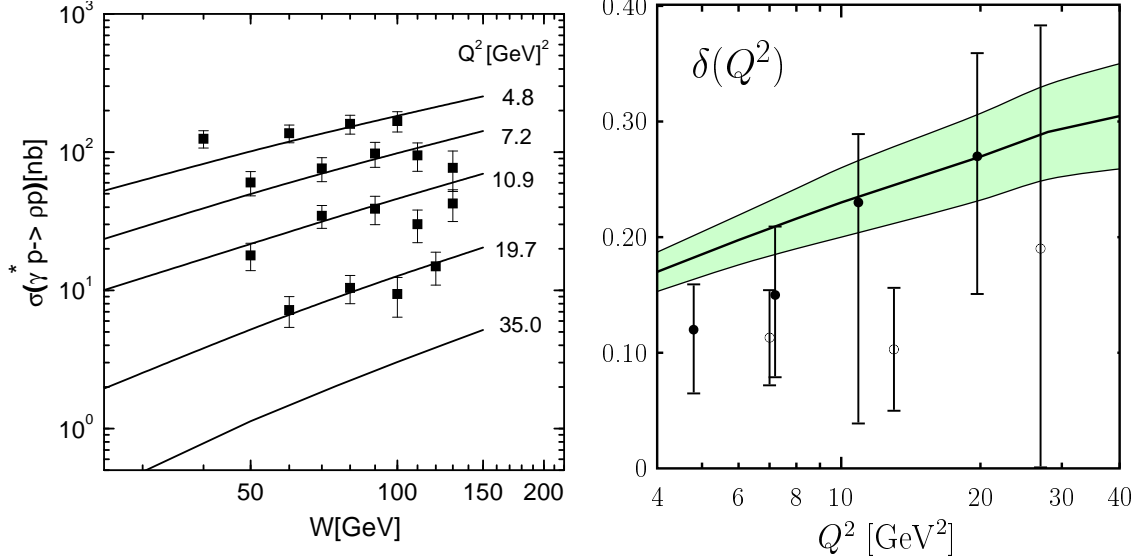 10³
10²
10¹
10⁰
σ(γ* p-> ρp)[nb]
Q² [GeV]²
4.8
7.2
10.9
19.7
35.0
50 100 150 200
W[GeV]
0.40
0.30
0.20
0.10
0
δ(Q²)
4 6 8 10 20 40
Q² [GeV²]